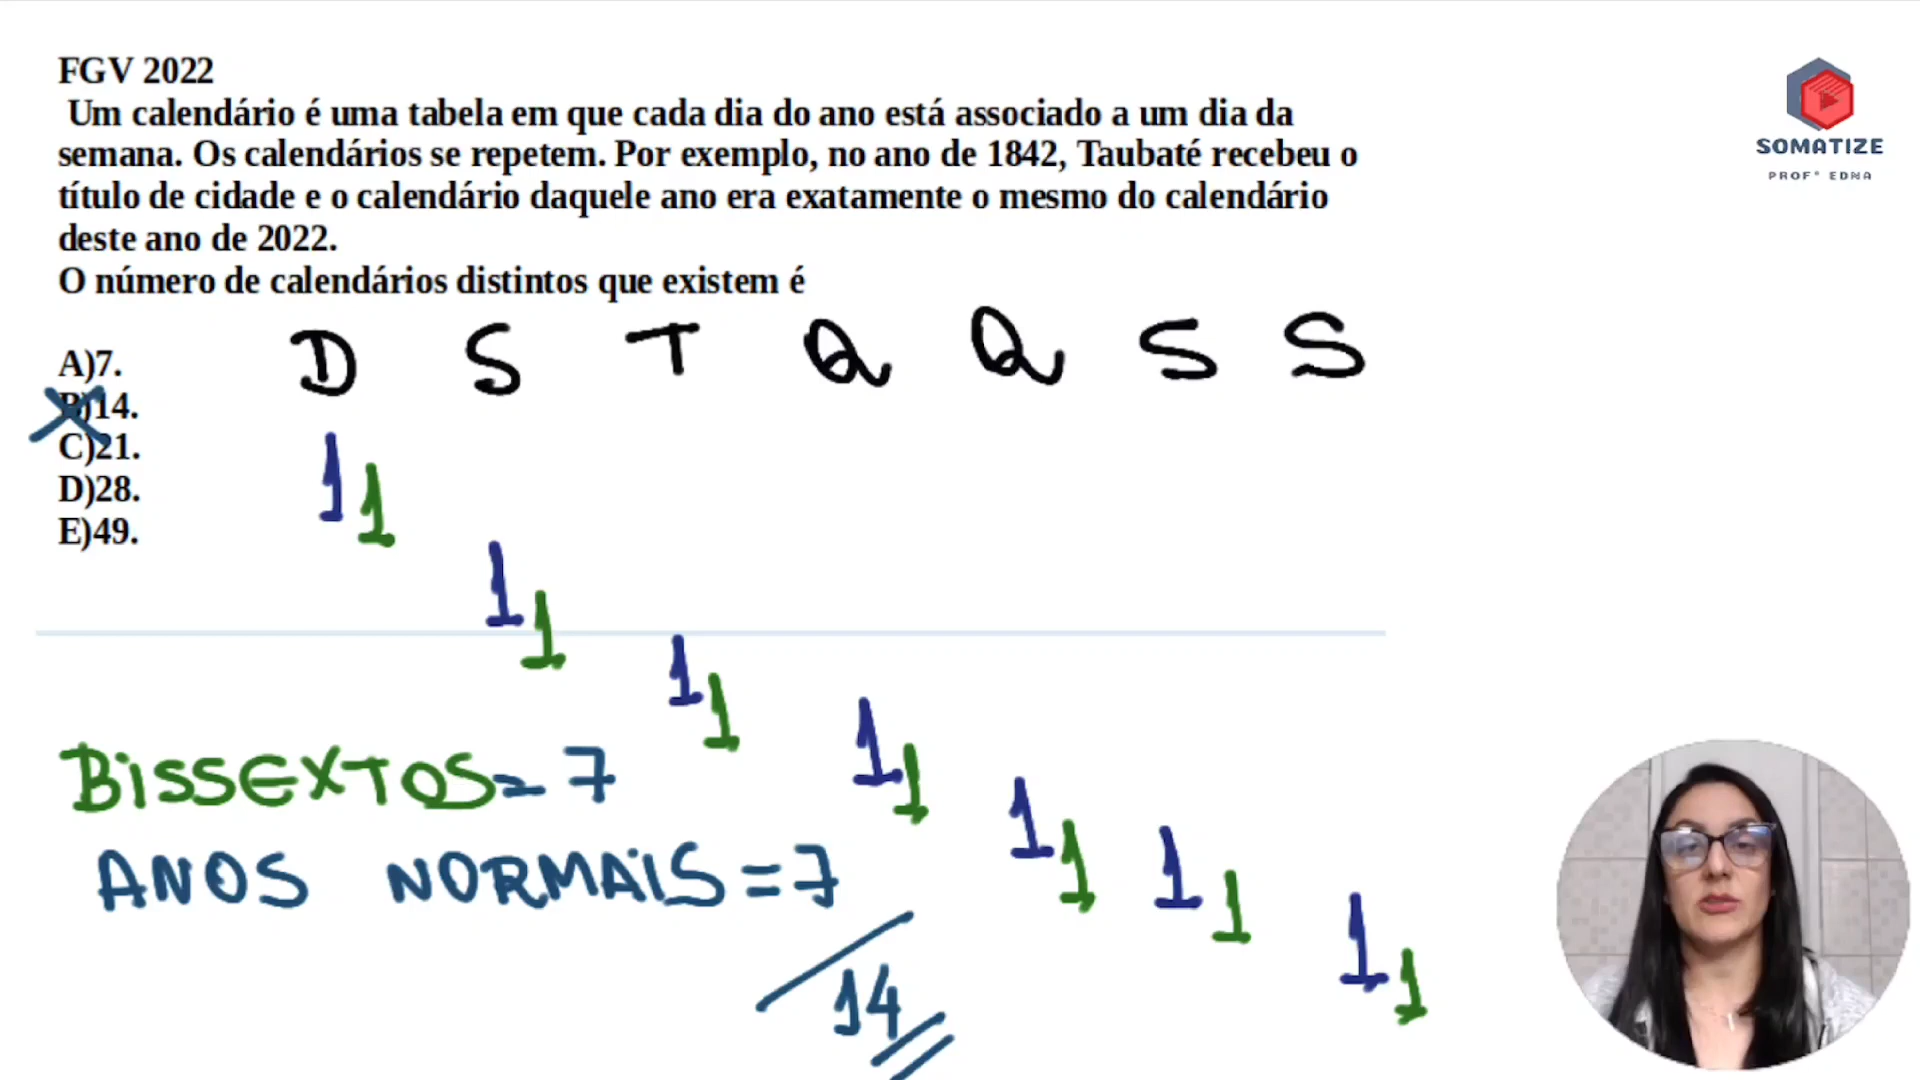 FGV 2022
Um calendário é uma tabela em que cada dia do ano está associado a um dia da
semana. Os calendários se repetem. Por exemplo, no ano de 1842, Taubaté recebeu o
título de cidade e o calendário daquele ano era exatamente o mesmo do calendário
deste ano de 2022.
O número de calendários distintos que existem é
SOMATIZE
PROFª EDNA
D S T Q Q S S
A)7.
B)14.
C)21.
D)28.
E)49.
1 1
1 1
1 1
1 1
1 1
1 1
1 1
BISSEXTOS = 7
ANOS NORMAIS = 7
14